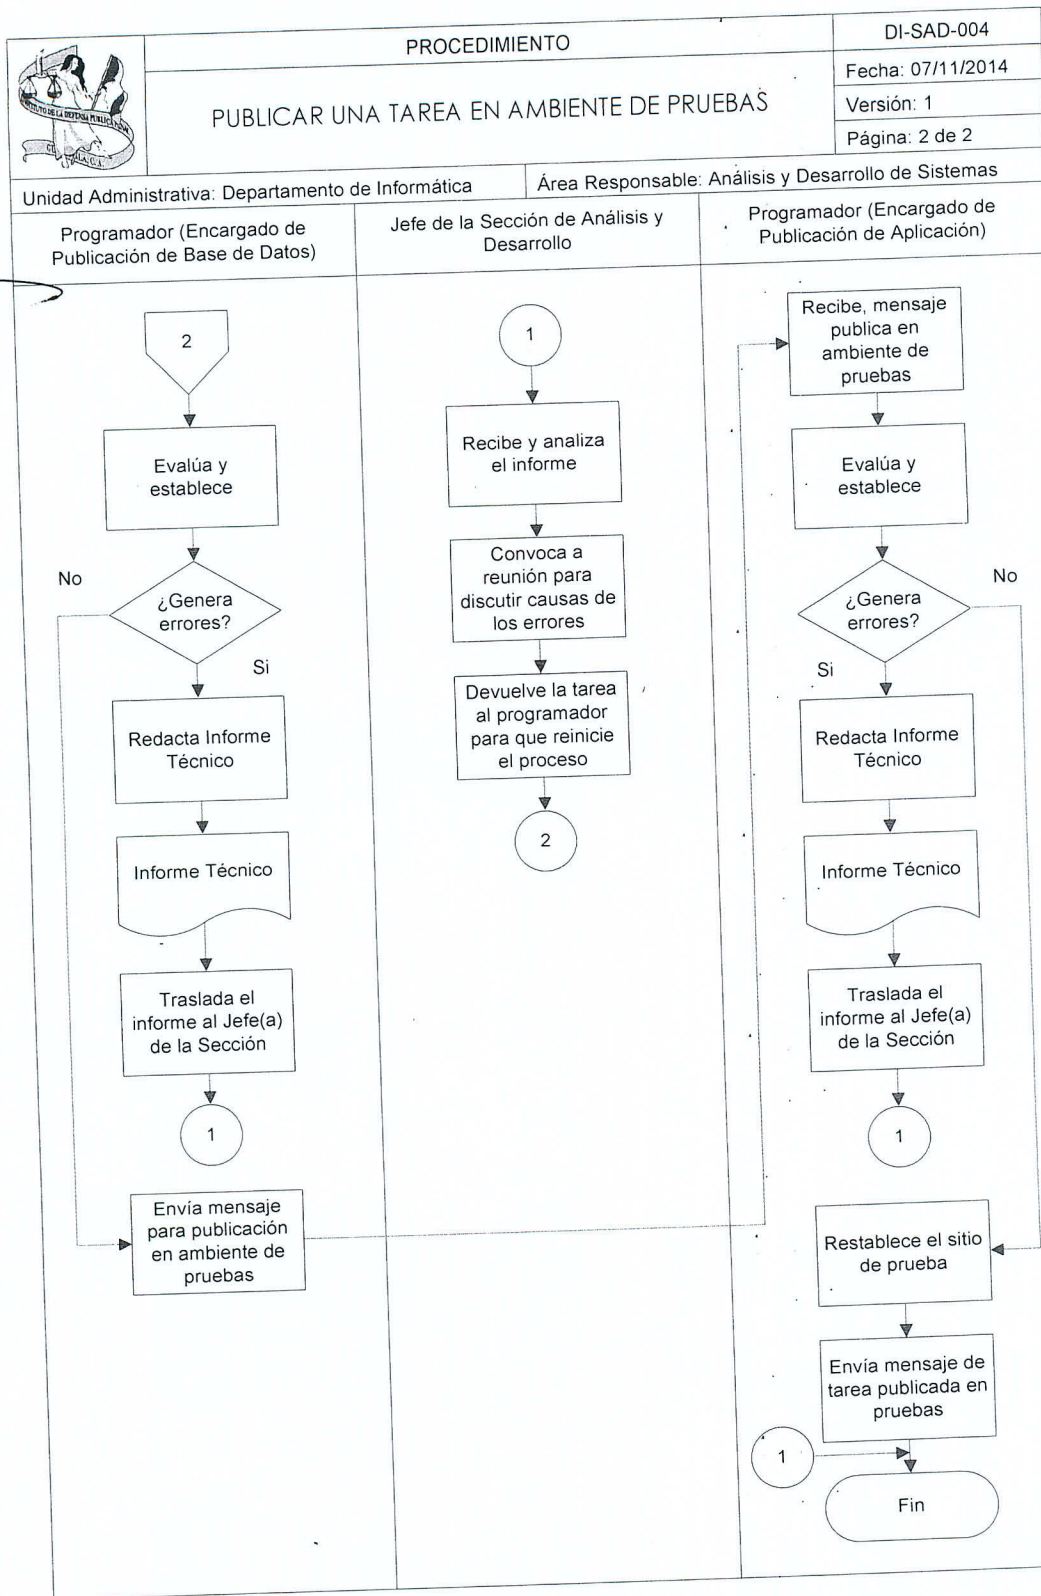 PROCEDIMIENTO
PUBLICAR UNA TAREA EN AMBIENTE DE PRUEBAS
DI-SAD-004
Fecha: 07/11/2014
Versión: 1
Página: 2 de 2
Unidad Administrativa: Departamento de Informática
Área Responsable: Análisis y Desarrollo de Sistemas
Programador (Encargado de
Publicación de Base de Datos)
Jefe de la Sección de Análisis y
Desarrollo
Programador (Encargado de
Publicación de Aplicación)
2
Evalúa y
establece
¿Genera
errores?
No
Si
Redacta Informe
Técnico
Informe Técnico
Traslada el
informe al Jefe(a)
de la Sección
1
Envía mensaje
para publicación
en ambiente de
pruebas
1
Recibe y analiza
el informe
Convoca a
reunión para
discutir causas de
los errores
Devuelve la tarea
al programador
para que reinicie
el proceso
2
Recibe, mensaje
publica en
ambiente de
pruebas
Evalúa y
establece
¿Genera
errores?
No
Si
Redacta Informe
Técnico
Informe Técnico
Traslada el
informe al Jefe(a)
de la Sección
1
Restablece el sitio
de prueba
Envía mensaje de
tarea publicada en
pruebas
1
Fin